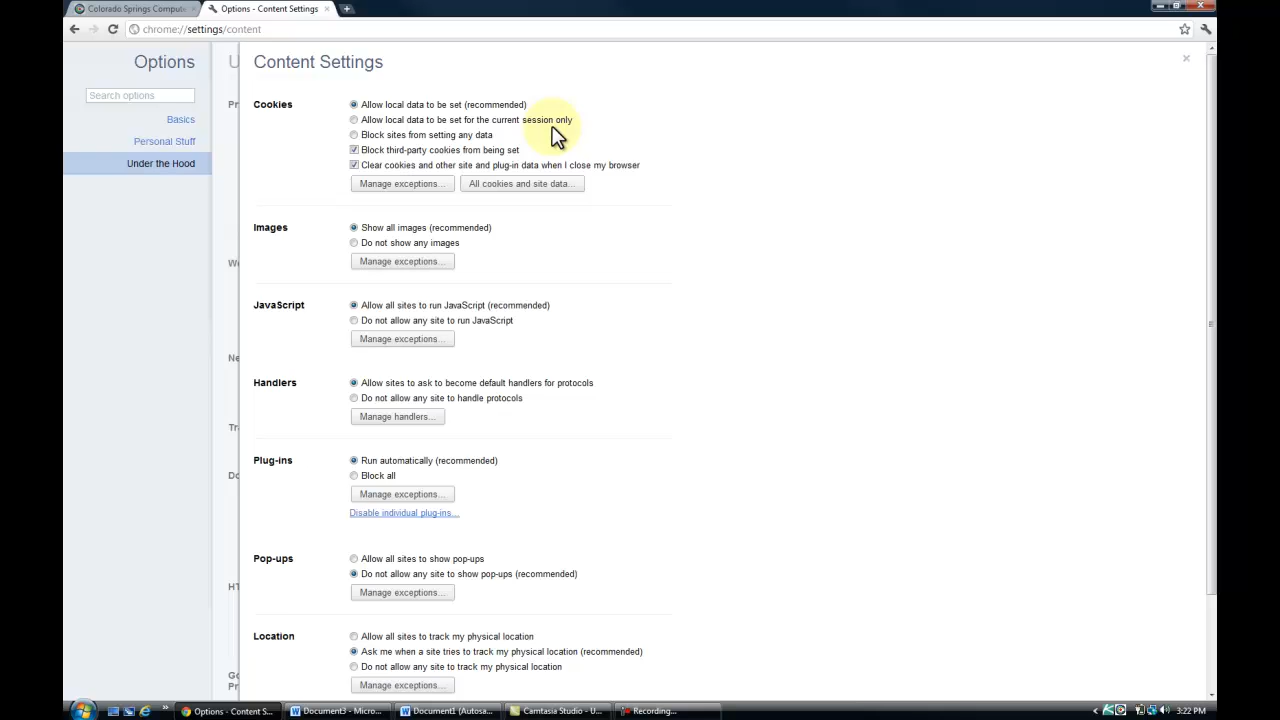 Colorado Springs Compute
Options - Content Settings
chrome://settings/content
Options
Search options
Basics
Personal Stuff
Under the Hood
U
Pr
We
Ne
Tr
Do
HT
Go
Pr
Content Settings
Cookies
Allow local data to be set (recommended)
Allow local data to be set for the current session only
Block sites from setting any data
Block third-party cookies from being set
Clear cookies and other site and plug-in data when I close my browser
Manage exceptions... All cookies and site data...
Images
Show all images (recommended)
Do not show any images
Manage exceptions...
JavaScript
Allow all sites to run JavaScript (recommended)
Do not allow any site to run JavaScript
Manage exceptions...
Handlers
Allow sites to ask to become default handlers for protocols
Do not allow any site to handle protocols
Manage handlers...
Plug-ins
Run automatically (recommended)
Block all
Manage exceptions...
Disable individual plug-ins...
Pop-ups
Allow all sites to show pop-ups
Do not allow any site to show pop-ups (recommended)
Manage exceptions...
Location
Allow all sites to track my physical location
Ask me when a site tries to track my physical location (recommended)
Do not allow any site to track my physical location
Manage exceptions...
Options - Content S...
Document3 - Micro...
Document1 (Autosa...
Camtasia Studio - U...
Recording...
3:22 PM